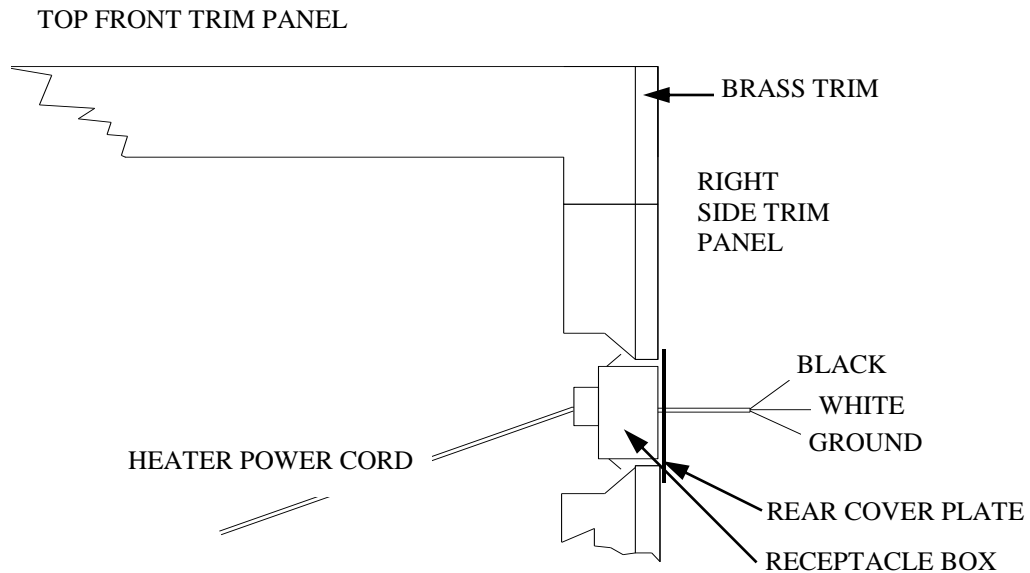 TOP FRONT TRIM PANEL
BRASS TRIM
RIGHT
SIDE TRIM
PANEL
BLACK
WHITE
GROUND
HEATER POWER CORD
REAR COVER PLATE
RECEPTACLE BOX